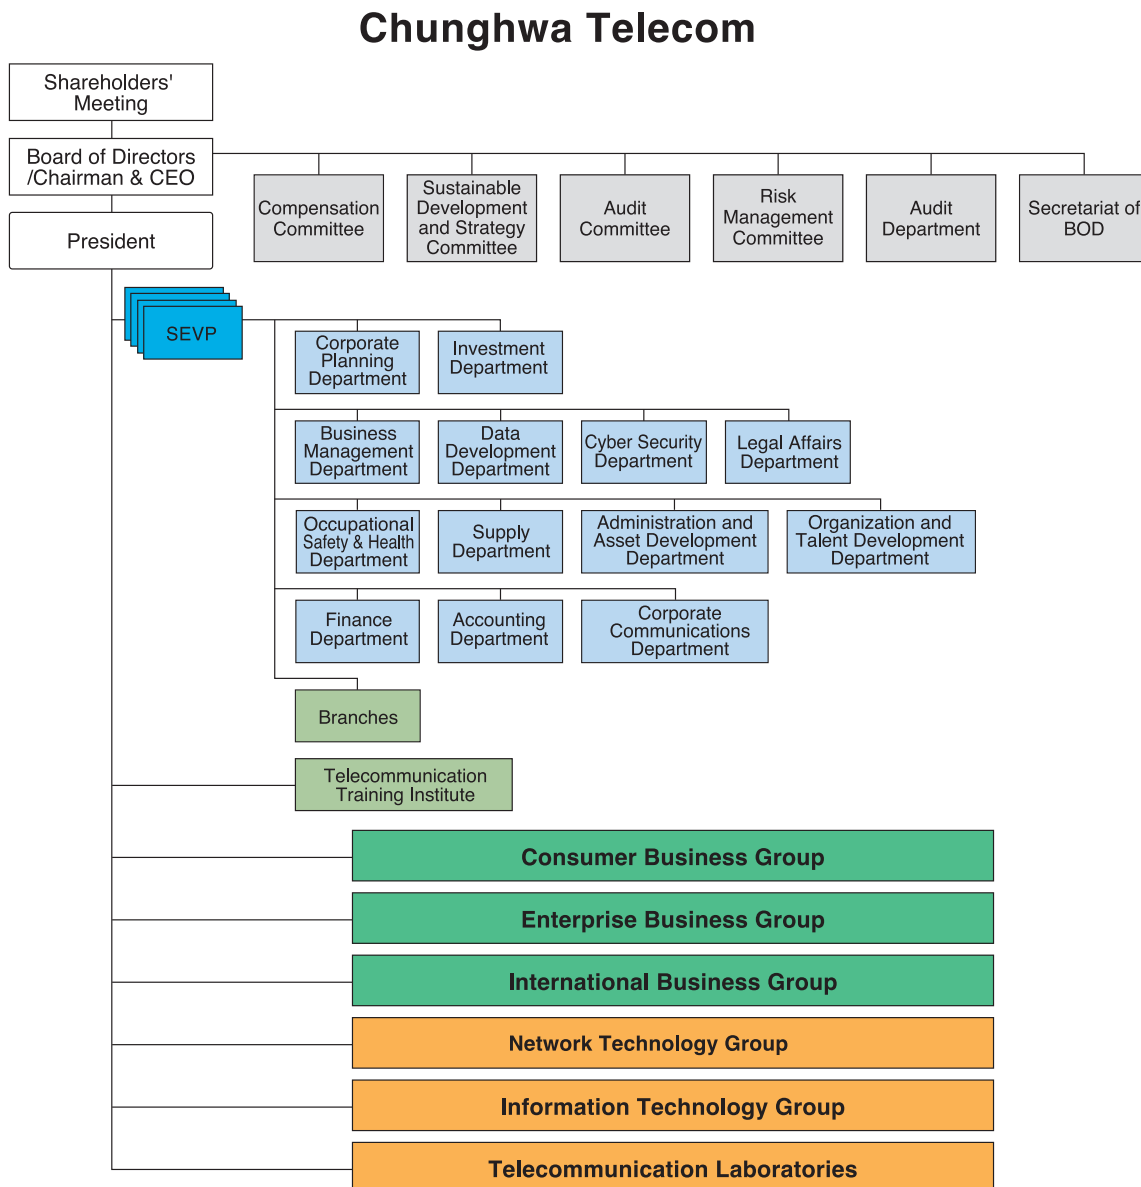 Chunghwa Telecom
Shareholders'
Meeting
Board of Directors
/Chairman & CEO
President
Compensation
Committee
Sustainable
Development
and Strategy
Committee
Audit
Committee
Risk
Management
Committee
Audit
Department
Secretariat of
BOD
SEVP
Corporate
Planning
Department
Investment
Department
Business
Management
Department
Data
Development
Department
Cyber Security
Department
Legal Affairs
Department
Occupational
Safety & Health
Department
Supply
Department
Administration and
Asset Development
Department
Organization and
Talent Development
Department
Finance
Department
Accounting
Department
Corporate
Communications
Department
Branches
Telecommunication
Training Institute
Consumer Business Group
Enterprise Business Group
International Business Group
Network Technology Group
Information Technology Group
Telecommunication Laboratories